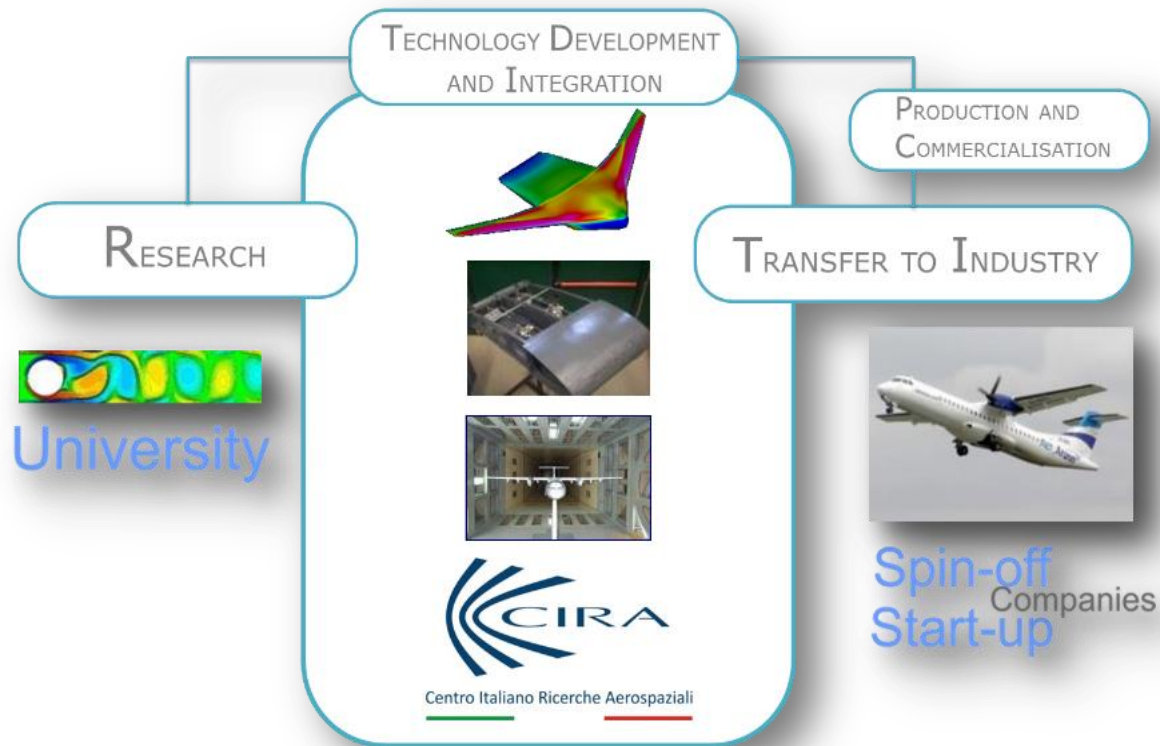 TECHNOLOGY DEVELOPMENT
AND INTEGRATION
PRODUCTION AND
COMMERCIALISATION
RESEARCH
TRANSFER TO INDUSTRY
University
CIRA
Centro Italiano Ricerche Aerospaziali
Spin-off
Companies
Start-up